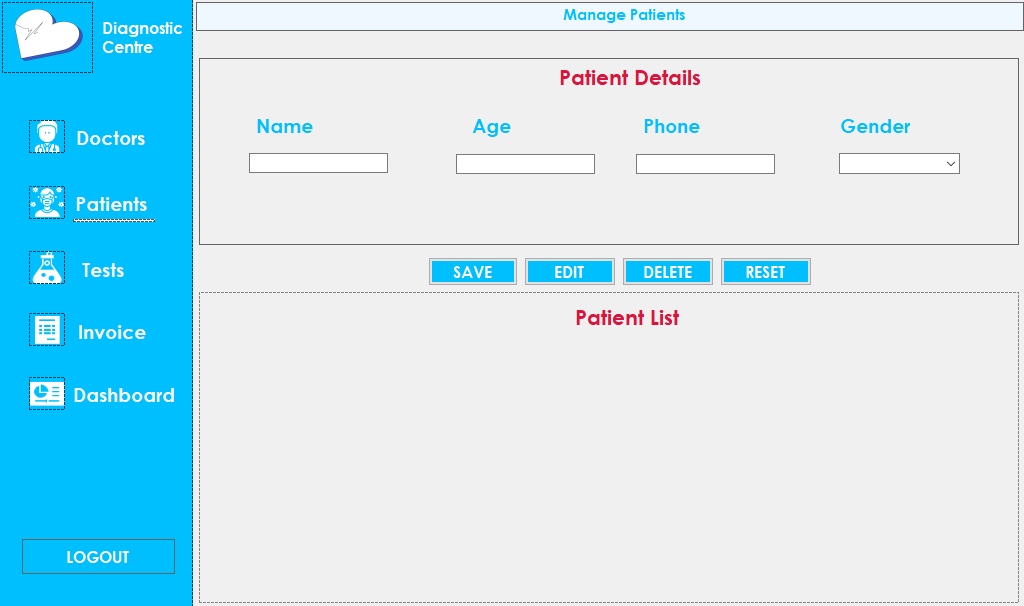 Diagnostic
Centre
Doctors
Patients
Tests
Invoice
Dashboard
LOGOUT
Manage Patients
Patient Details
Name Age Phone Gender
SAVE EDIT DELETE RESET
Patient List